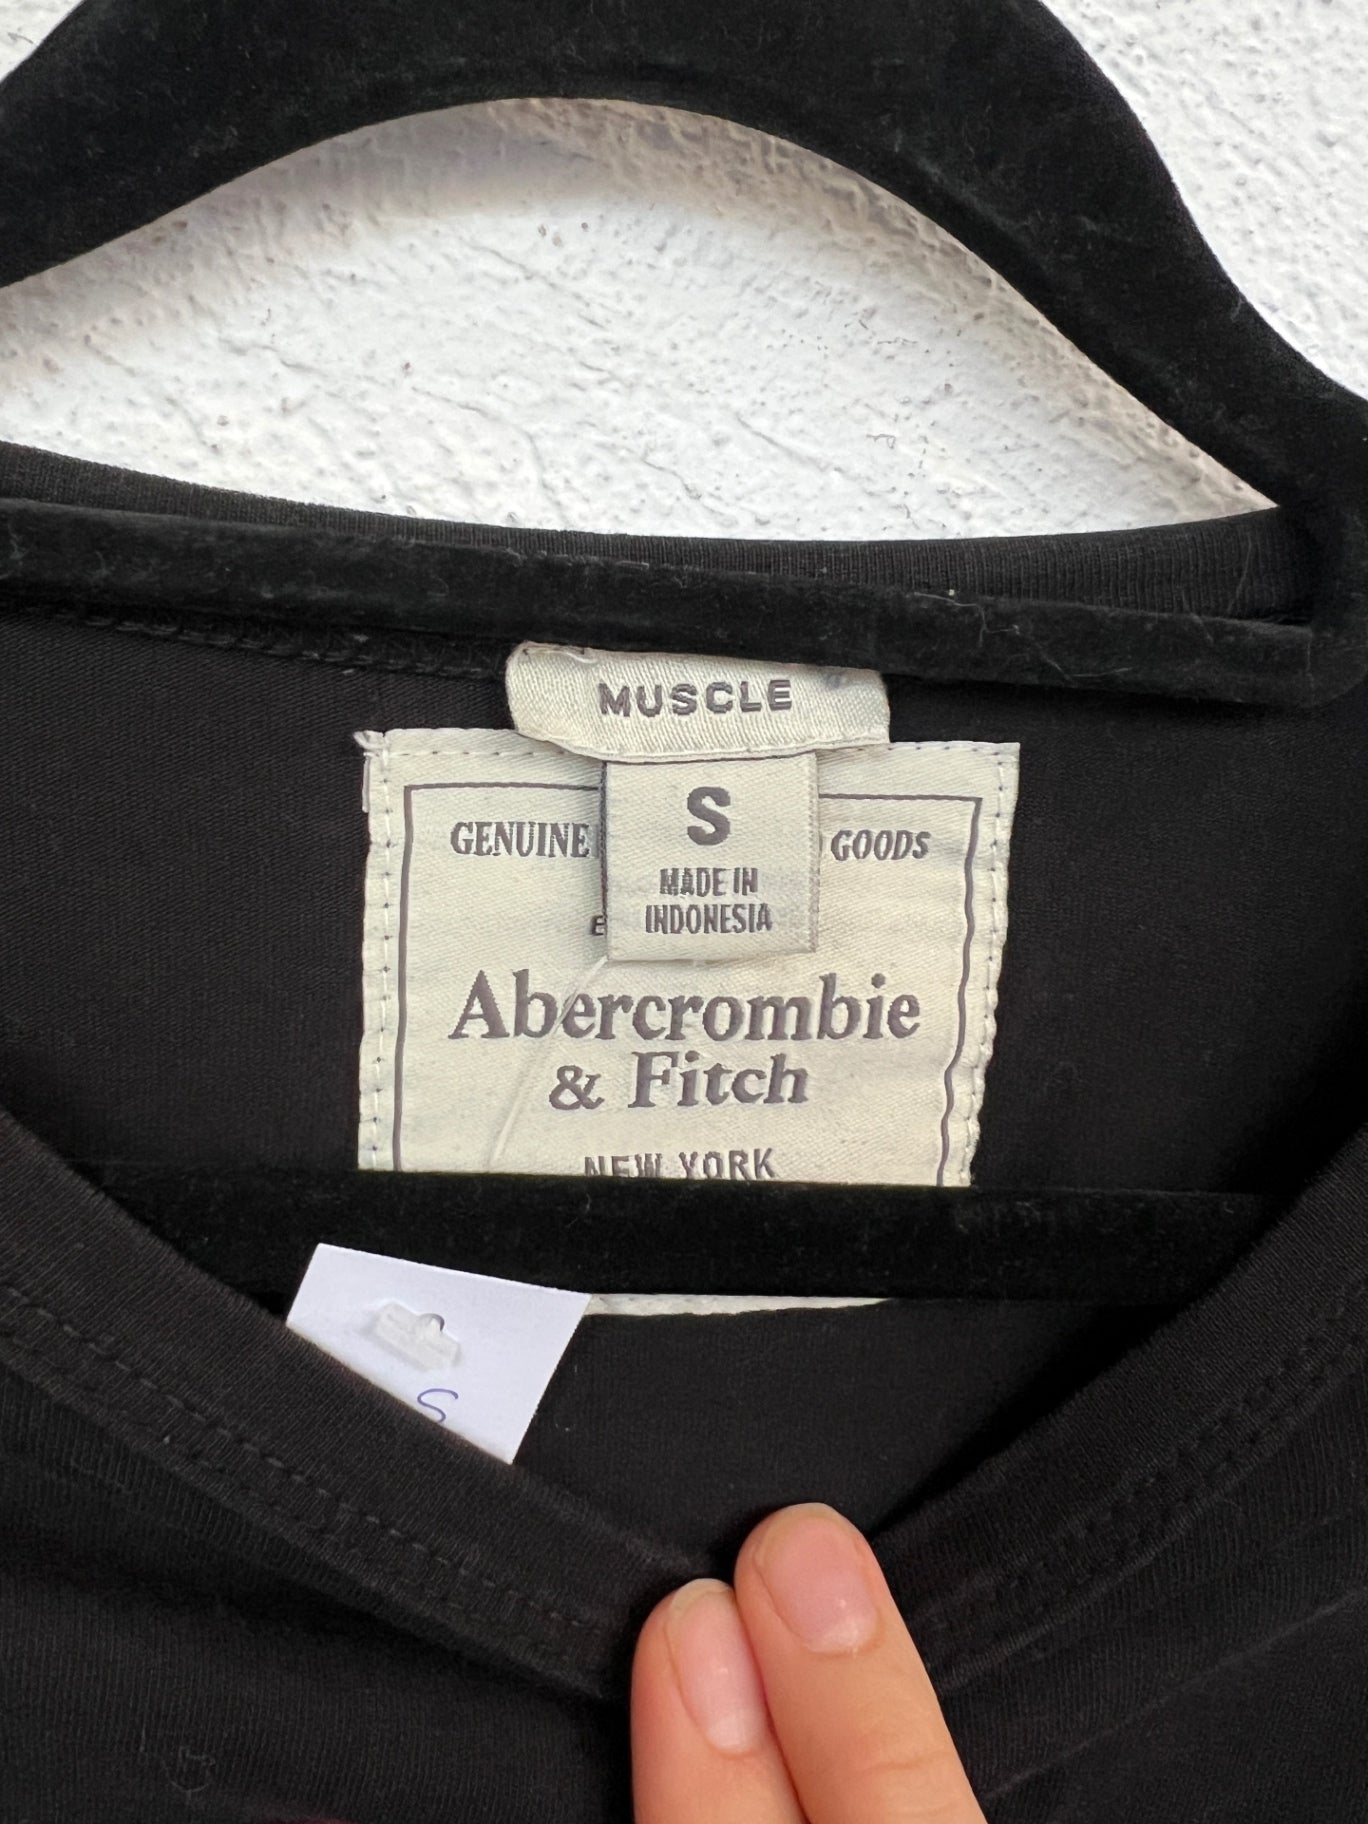 MUSCLE
S
MADE IN
INDONESIA
GENUINE GOODS
Abercrombie
& Fitch
NEW YORK
S